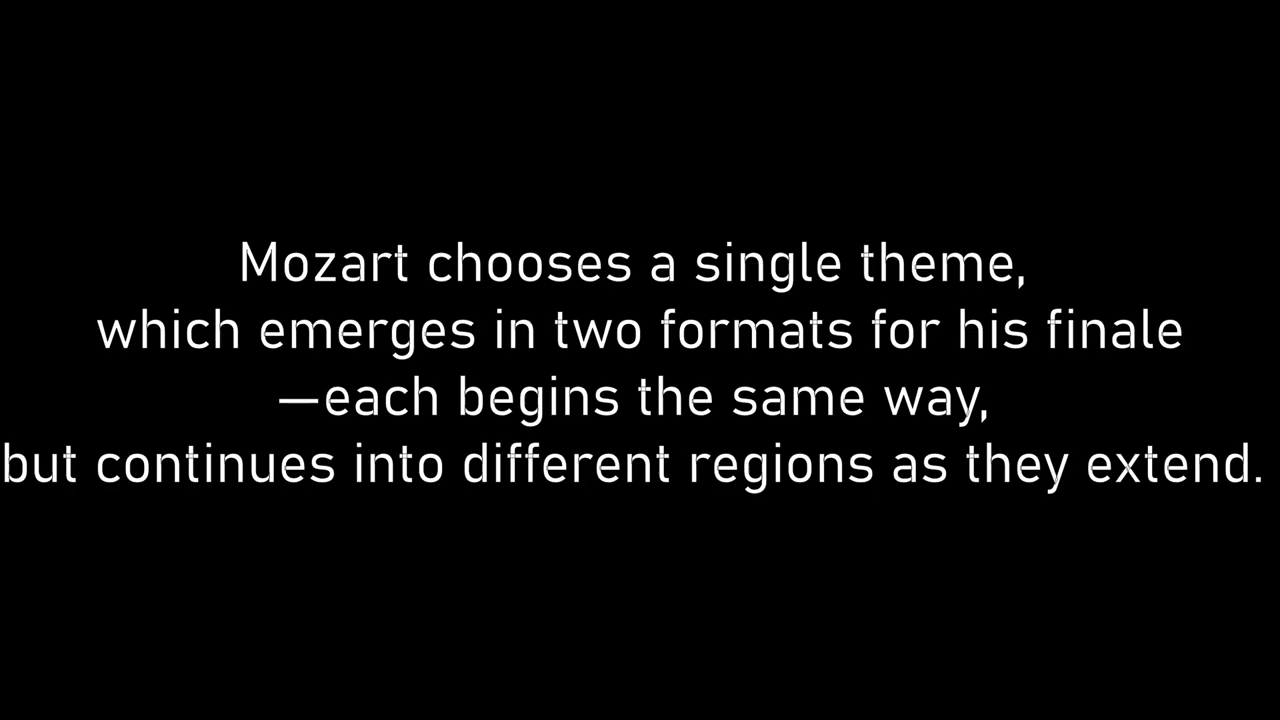 Mozart chooses a single theme,
which emerges in two formats for his finale
—each begins the same way,
but continues into different regions as they extend.